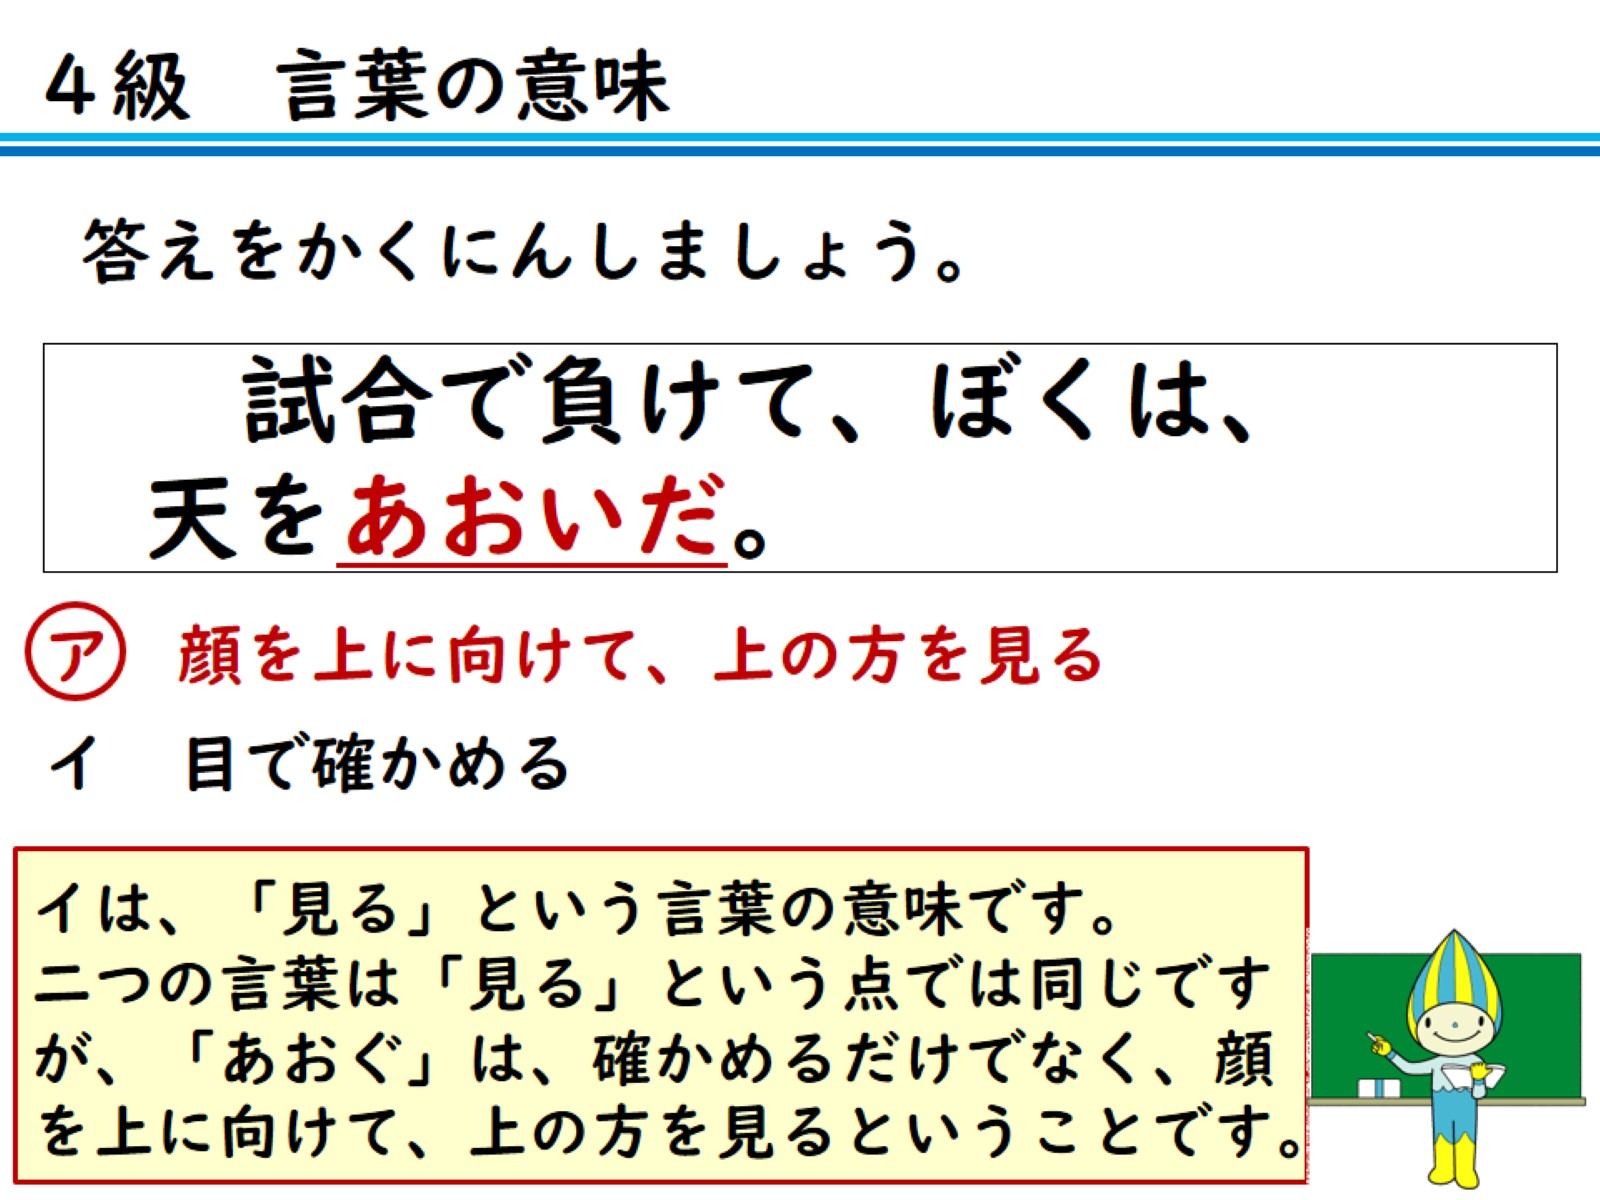 ４級　言葉の意味
答えをかくにんしましょう。
試合で負けて、ぼくは、
天をあおいだ。
ア　顔を上に向けて、上の方を見る
イ　目で確かめる
イは、「見る」という言葉の意味です。
二つの言葉は「見る」という点では同じです
が、「あおぐ」は、確かめるだけでなく、顔
を上に向けて、上の方を見るということです。